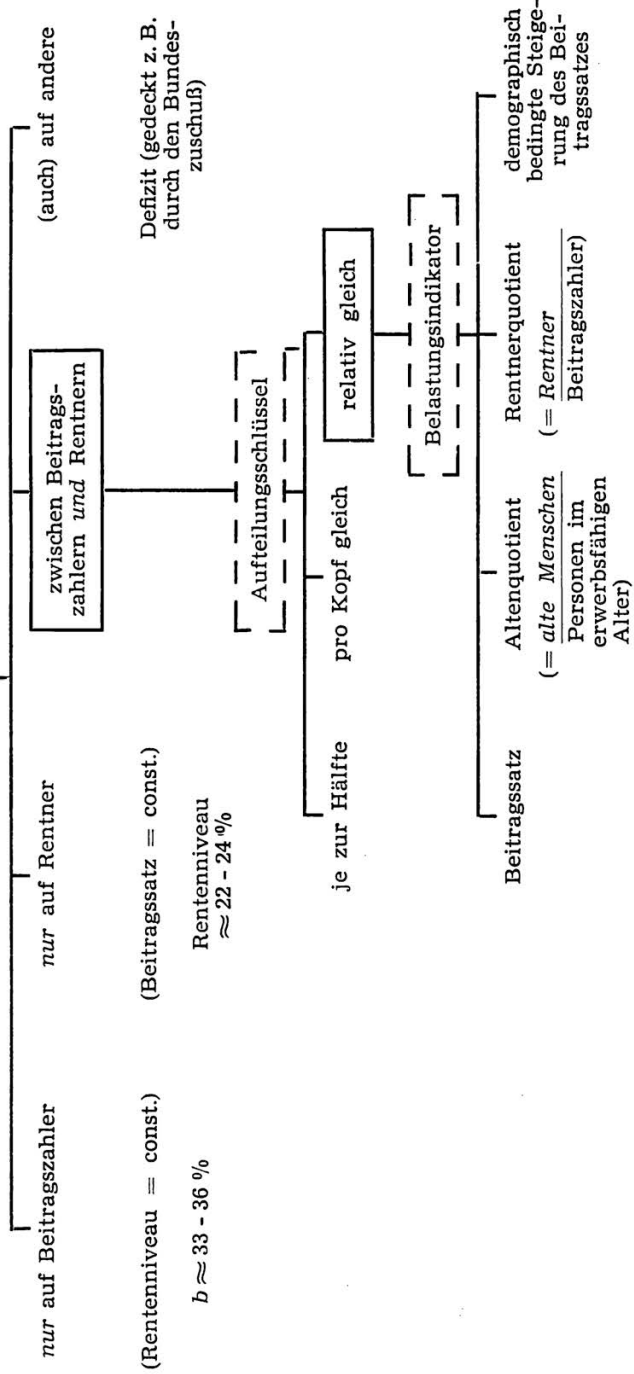 nur auf Beitragszahler
(Rentenniveau = const.)
b ≈ 33 - 36 %
nur auf Rentner
(Beitragssatz = const.)
Rentenniveau
≈ 22 - 24 %
zwischen Beitrags-
zahlern und Rentnern
(auch) auf andere
Defizit (gedeckt z. B.
durch den Bundes-
zuschuß)
Aufteilungsschlüssel
je zur Hälfte
pro Kopf gleich
relativ gleich
Belastungsindikator
Beitragssatz
Altenquotient
(= alte Menschen
Personen im
erwerbsfähigen
Alter)
Rentnerquotient
(= Rentner
Beitragszahler)
demographisch
bedingte Steige-
rung des Bei-
tragssatzes